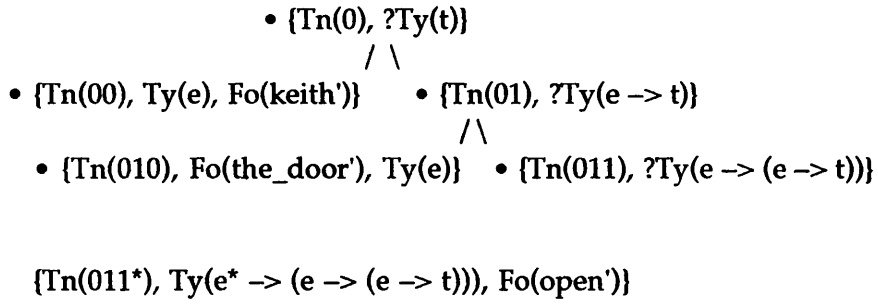 • {Tn(0), ?Ty(t)}
/ \
• {Tn(00), Ty(e), Fo(keith')} • {Tn(01), ?Ty(e –> t)}
/ \
• {Tn(010), Fo(the_door'), Ty(e)} • {Tn(011), ?Ty(e –> (e –> t))}
{Tn(011*), Ty(e* –> (e –> (e –> t))), Fo(open')}